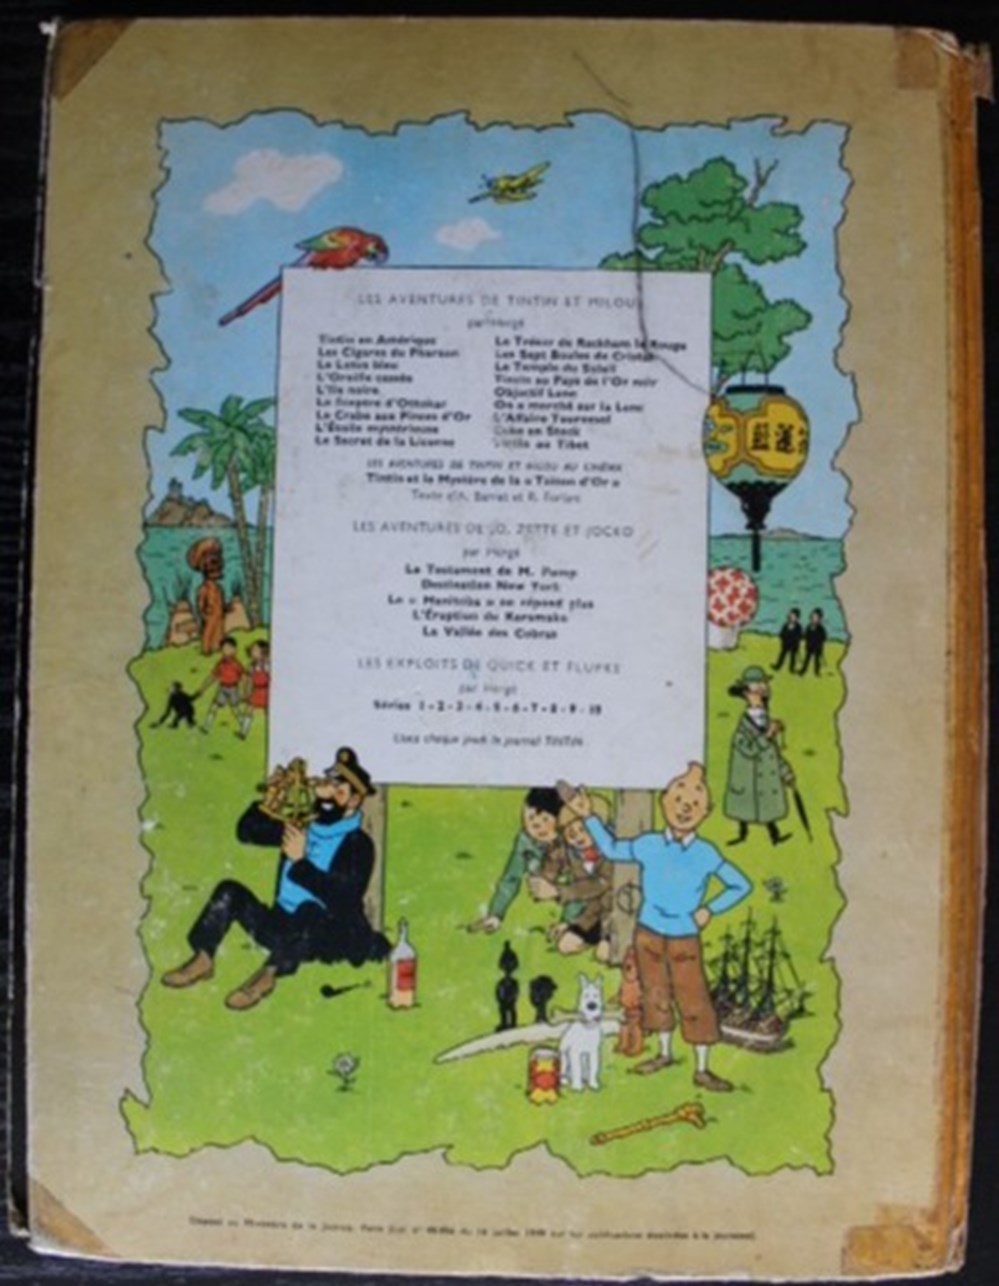 LES AVENTURES DE TINTIN ET MILOU
par Hergé
Tintin en Amérique
Les Cigares du Pharaon
Le Lotus bleu
L'Oreille cassée
L'Ile noire
Le Sceptre d'Ottokar
Le Crabe aux Pinces d'Or
L'Étoile mystérieuse
Le Secret de la Licorne
Le Trésor de Rackham le Rouge
Les Sept Boules de Cristal
Le Temple du Soleil
Tintin au Pays de l'Or noir
Objectif Lune
On a marché sur la Lune
L'Affaire Tournesol
Coke en Stock
Tintin au Tibet
LES AVENTURES DE TINTIN ET MILOU AU CINÉMA
Tintin et le Mystère de la « Toison d'Or »
Texte d'A. Barret et R. Forlani
LES AVENTURES DE JO, ZETTE ET JOCKO
par Hergé
Le Testament de M. Pump
Destination New York
Le « Manitoba » ne répond plus
L'Éruption du Karamako
La Vallée des Cobras
LES EXPLOITS DE QUICK ET FLUPKE
par Hergé
Séries 1 - 2 - 3 - 4 - 5 - 6 - 7 - 8 - 9 - 10
Lisez chaque jeudi le journal TINTIN